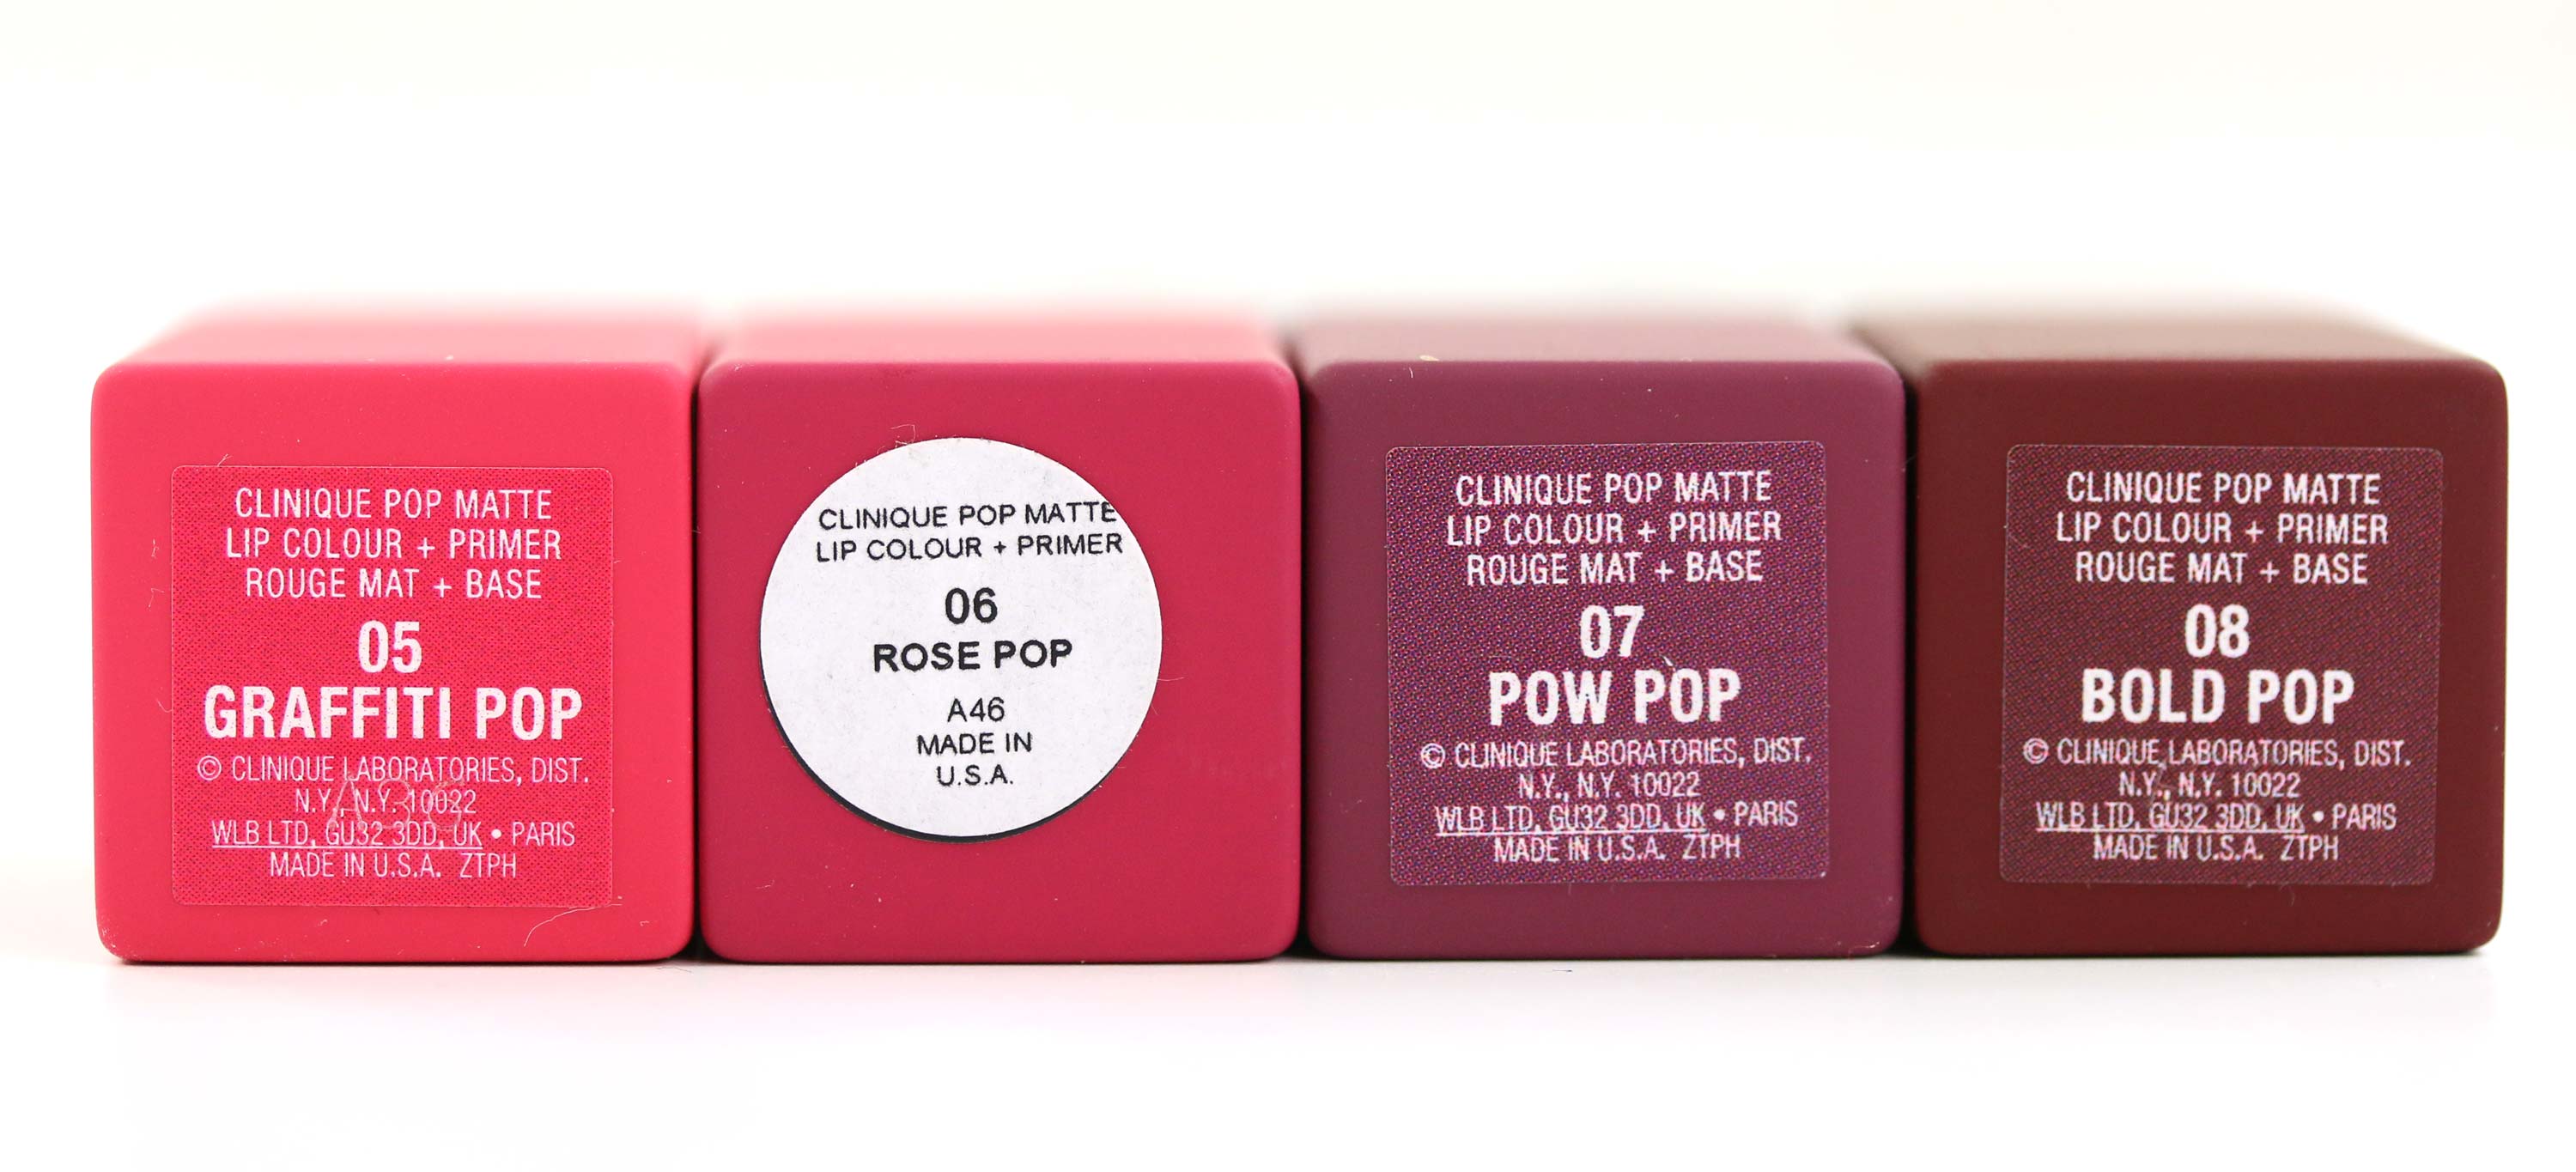 CLINIQUE POP MATTE
LIP COLOUR + PRIMER
ROUGE MAT + BASE
05
GRAFFITI POP
© CLINIQUE LABORATORIES, DIST.
N.Y., N.Y. 10022
WLB LTD, GU32 3DD, UK • PARIS
MADE IN U.S.A. ZTPH
CLINIQUE POP MATTE
LIP COLOUR + PRIMER
06
ROSE POP
A46
MADE IN
U.S.A.
CLINIQUE POP MATTE
LIP COLOUR + PRIMER
ROUGE MAT + BASE
07
POW POP
© CLINIQUE LABORATORIES, DIST.
N.Y., N.Y. 10022
WLB LTD, GU32 3DD, UK • PARIS
MADE IN U.S.A. ZTPH
CLINIQUE POP MATTE
LIP COLOUR + PRIMER
ROUGE MAT + BASE
08
BOLD POP
© CLINIQUE LABORATORIES, DIST.
N.Y., N.Y. 10022
WLB LTD, GU32 3DD, UK • PARIS
MADE IN U.S.A. ZTPH